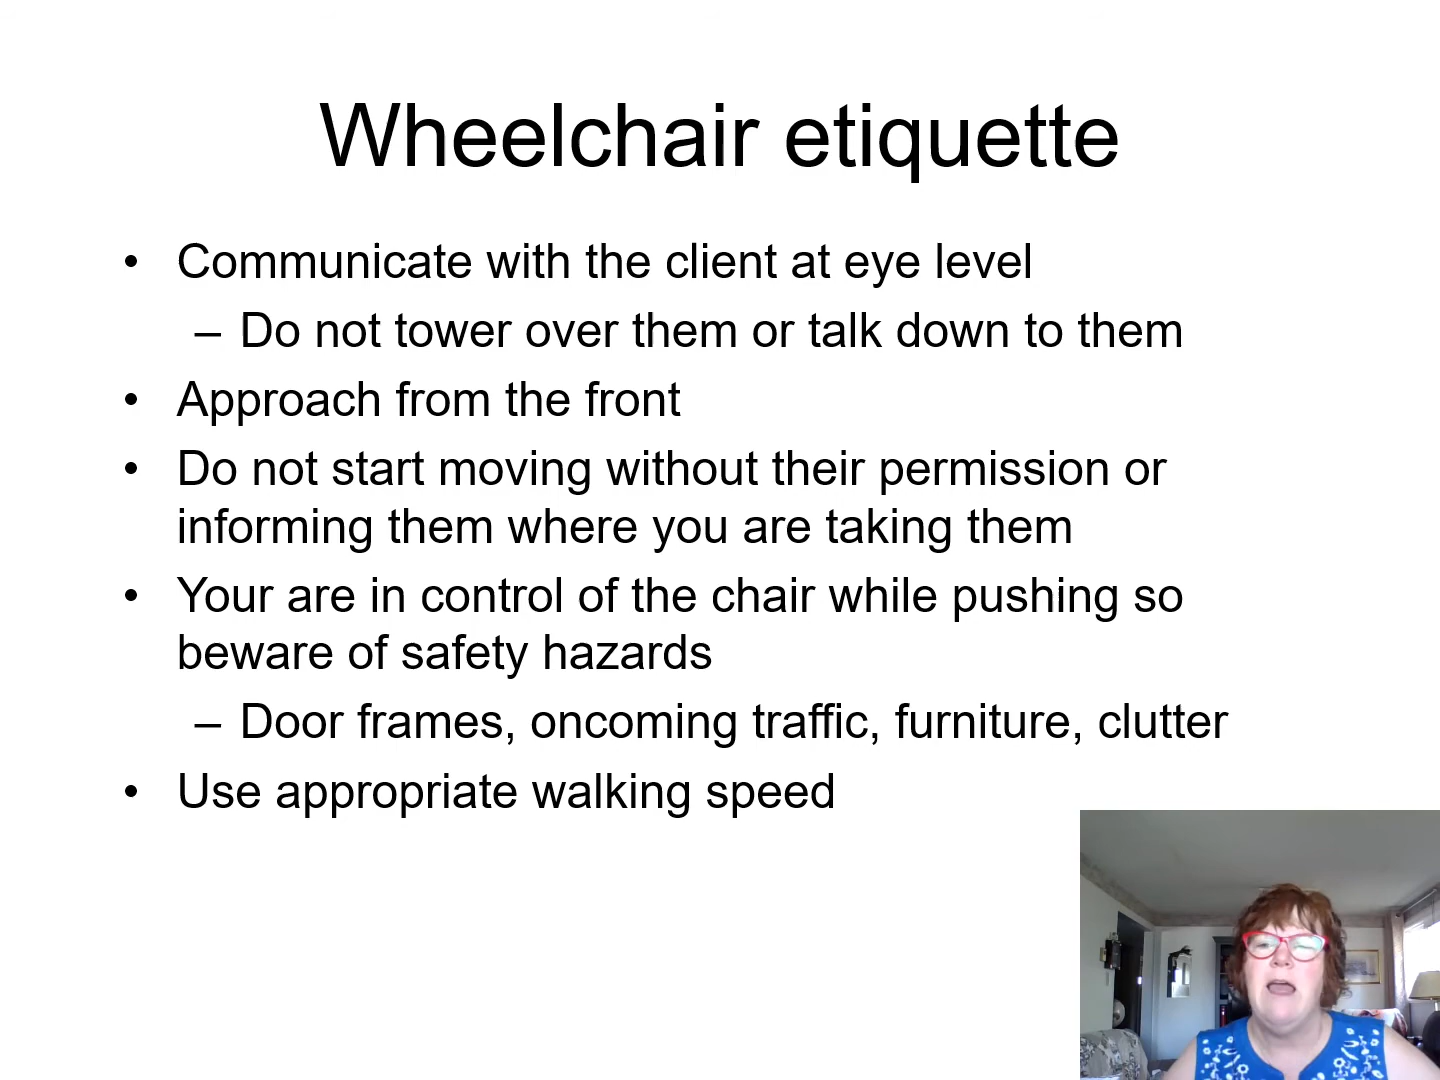 Wheelchair etiquette
• Communicate with the client at eye level
– Do not tower over them or talk down to them
• Approach from the front
• Do not start moving without their permission or
informing them where you are taking them
• Your are in control of the chair while pushing so
beware of safety hazards
– Door frames, oncoming traffic, furniture, clutter
• Use appropriate walking speed